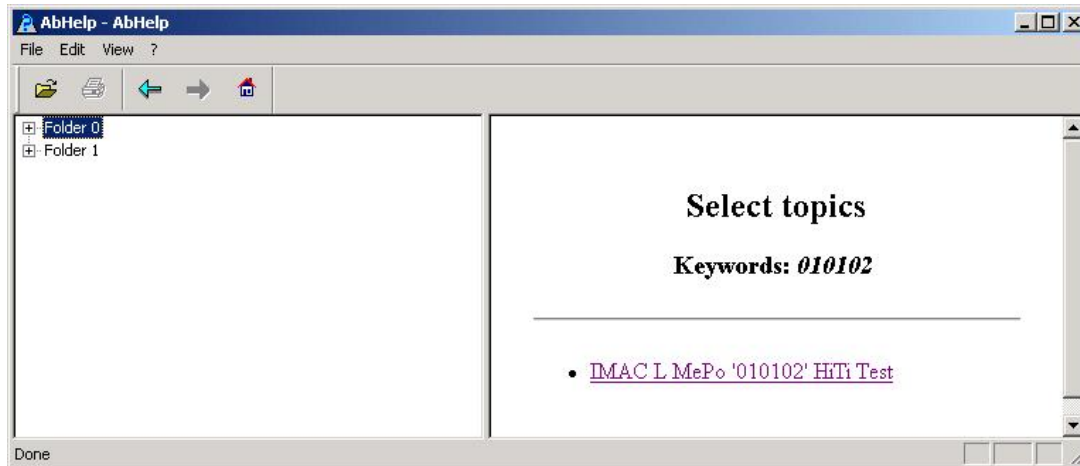 AbHelp - AbHelp
File Edit View ?
Folder 0
Folder 1
Select topics
Keywords: 010102
IMAC L MePo '010102' HiTi Test
Done